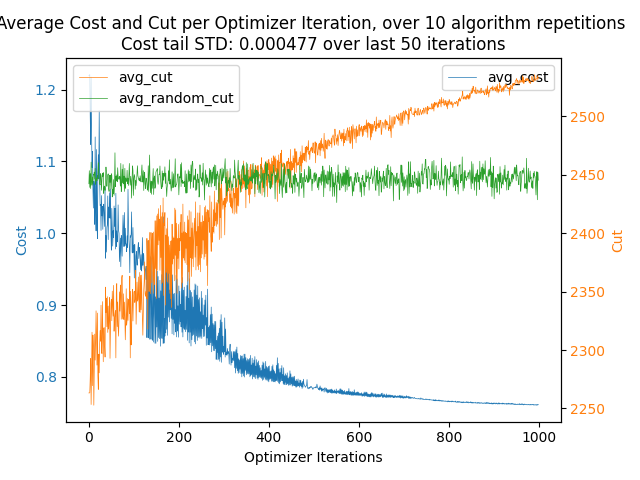 Average Cost and Cut per Optimizer Iteration, over 10 algorithm repetitions
Cost tail STD: 0.000477 over last 50 iterations
avg_cut
avg_random_cut
avg_cost
1.2
1.1
1.0
0.9
0.8
Cost
2500
2450
2400
2350
2300
2250
Cut
0 200 400 600 800 1000
Optimizer Iterations